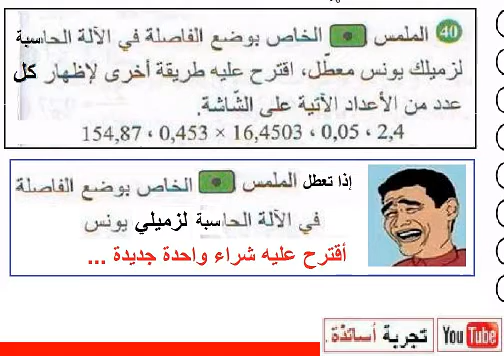 40 الملمس . الخاص بوضع الفاصلة في الآلة الحاسبة
لزميلك يونس معطّل، اقترح عليه طريقة أخرى لإظهار كل
عدد من الأعداد الآتية على الشّاشة.
2,4 ، 0,05 ، 16,4503 × 0,453 ، 154,87
إذا تعطل الملمس . الخاص بوضع الفاصلة
في الآلة الحاسبة لزميلي يونس
أقترح عليه شراء واحدة جديدة ...
تجربة أساتذة .
You Tube